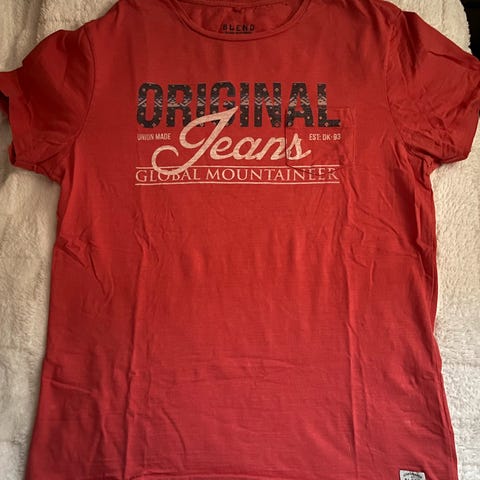 BLEND
ORIGINAL
UNION MADE
EST: DK-93
Jeans
GLOBAL MOUNTAINEER